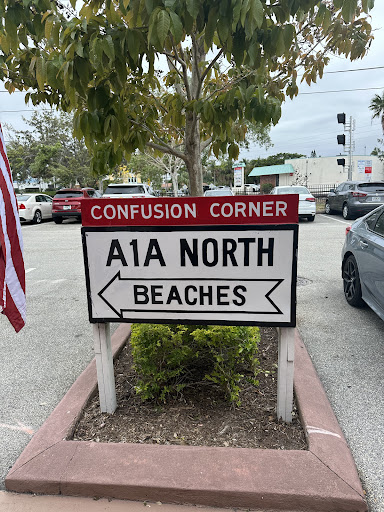 CONFUSION CORNER
A1A NORTH
BEACHES